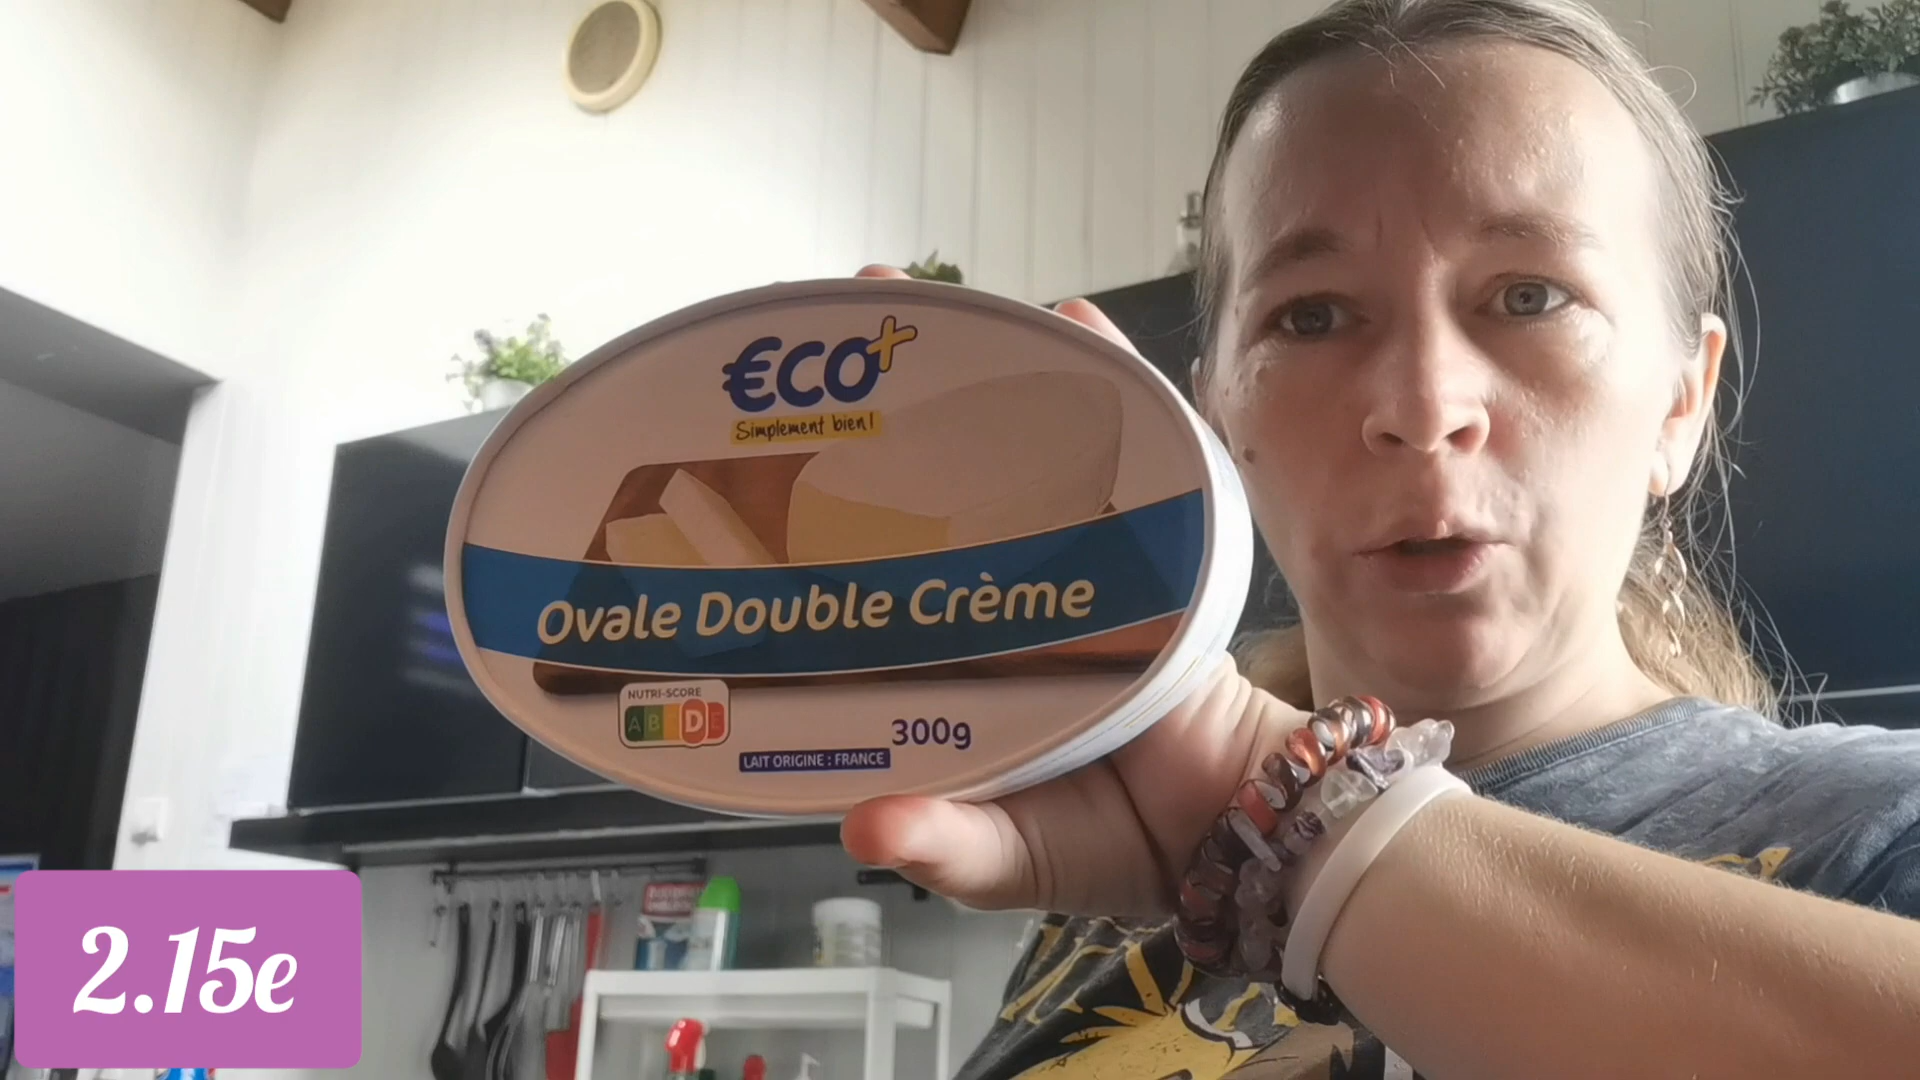 €co+
Simplement bien!
Ovale Double Crème
NUTRI-SCORE
A B D E
300g
LAIT ORIGINE : FRANCE
2.15e